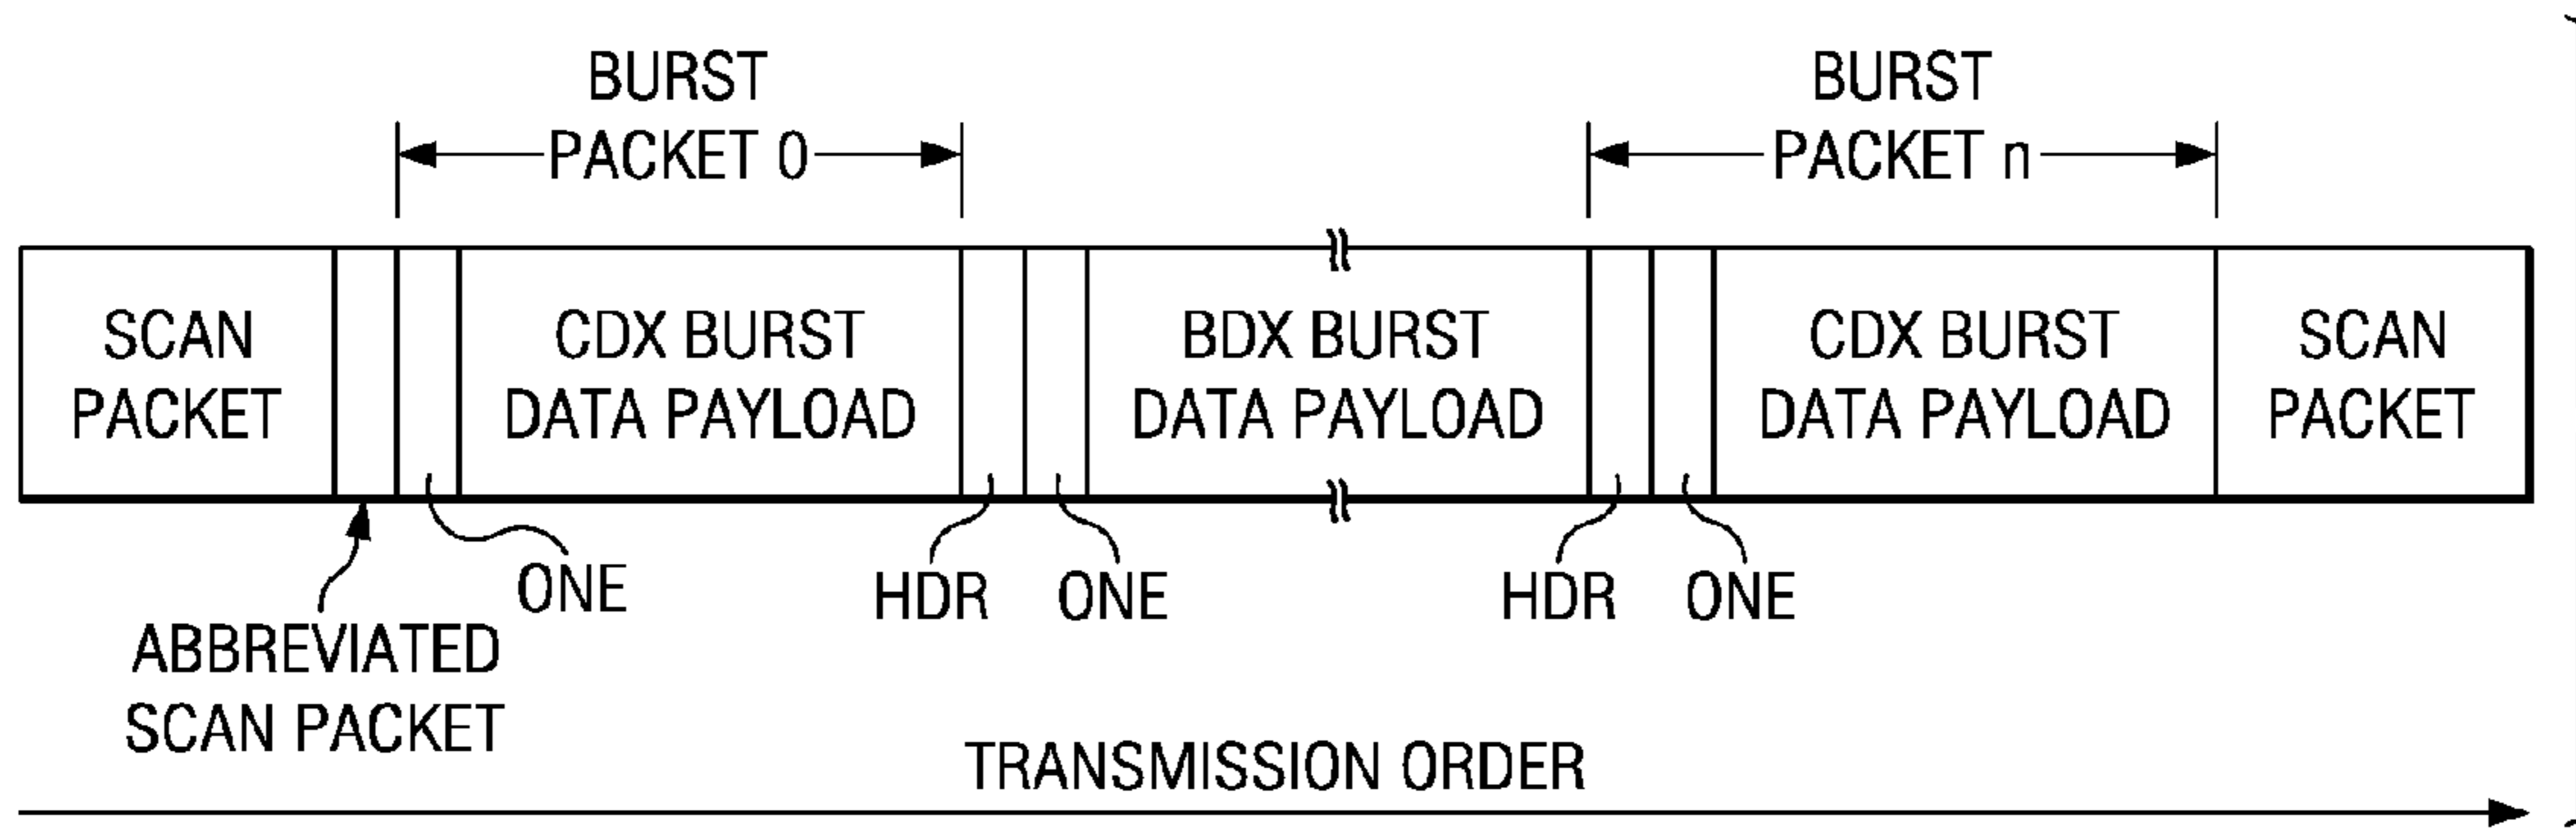 BURST
PACKET 0
BURST
PACKET n
SCAN
PACKET
CDX BURST
DATA PAYLOAD
BDX BURST
DATA PAYLOAD
CDX BURST
DATA PAYLOAD
SCAN
PACKET
ONE
HDR
ONE
HDR
ONE
ABBREVIATED
SCAN PACKET
TRANSMISSION ORDER